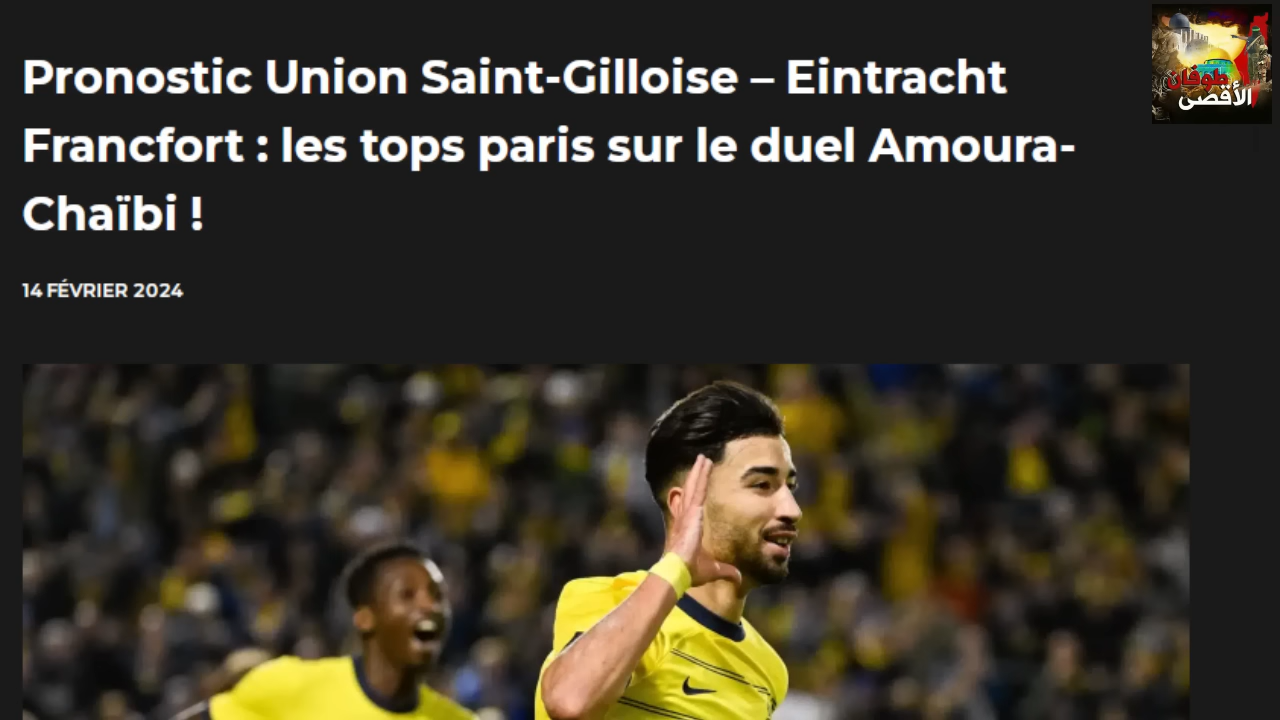 Pronostic Union Saint-Gilloise – Eintracht
Francfort : les tops paris sur le duel Amoura-
Chaïbi !
14 FÉVRIER 2024
طوفان
الأقصى